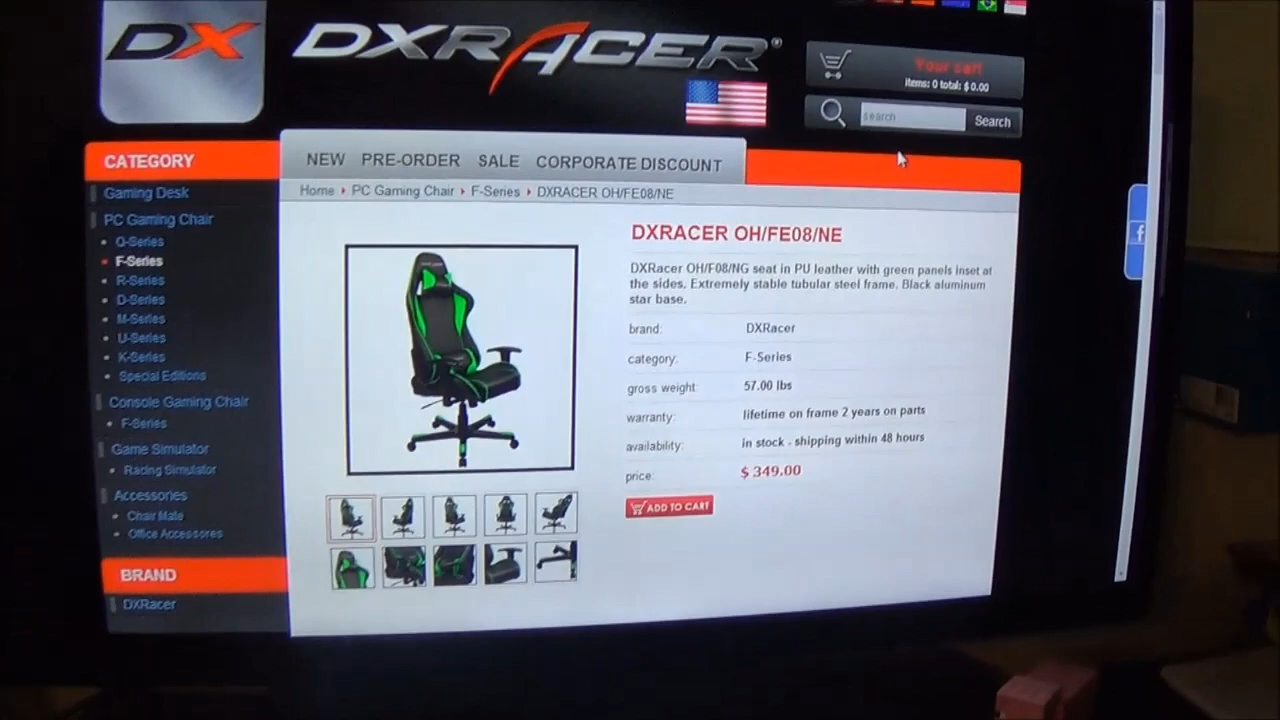 DX
DXRACER®
Your cart
items: 0 total: $ 0.00
search
Search
CATEGORY
Gaming Desk
PC Gaming Chair
Q-Series
F-Series
R-Series
D-Series
M-Series
U-Series
K-Series
Special Editions
Console Gaming Chair
F-Series
Game Simulator
Racing Simulator
Accessories
Chair Mate
Office Accessories
BRAND
DXRacer
NEW PRE-ORDER SALE CORPORATE DISCOUNT
Home PC Gaming Chair F-Series DXRACER OH/FE08/NE
DXRACER OH/FE08/NE
DXRacer OH/F08/NG seat in PU leather with green panels inset at
the sides. Extremely stable tubular steel frame. Black aluminum
star base.
brand: DXRacer
category: F-Series
gross weight: 57.00 lbs
warranty: lifetime on frame 2 years on parts
availability: in stock - shipping within 48 hours
price: $ 349.00
ADD TO CART
f